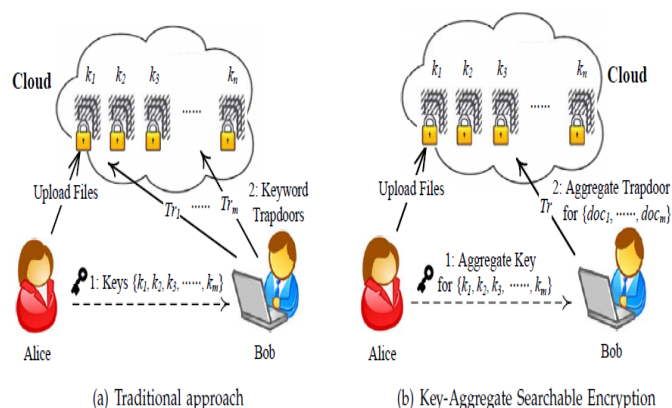 Cloud
k1 k2 k3 kn
......
Upload Files
Tr1 ...... Trm
2: Keyword
Trapdoors
1: Keys {k1, k2, k3, ......, km}
Alice
Bob
(a) Traditional approach
k1 k2 k3 kn
Cloud
......
Upload Files
Tr
2: Aggregate Trapdoor
for {doc1, ......, docm}
1: Aggregate Key
for {k1, k2, k3, ......, km}
Alice
Bob
(b) Key-Aggregate Searchable Encryption